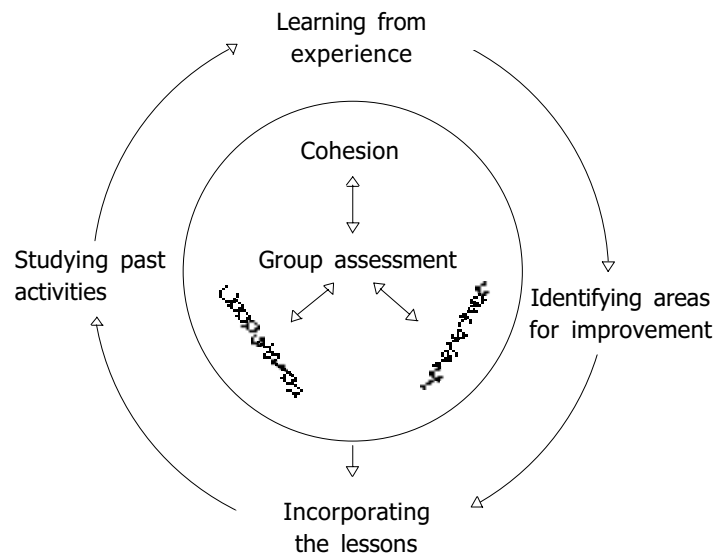 Learning from
experience
Cohesion
Studying past
activities
Group assessment
Identifying areas
for improvement
Incorporating
the lessons